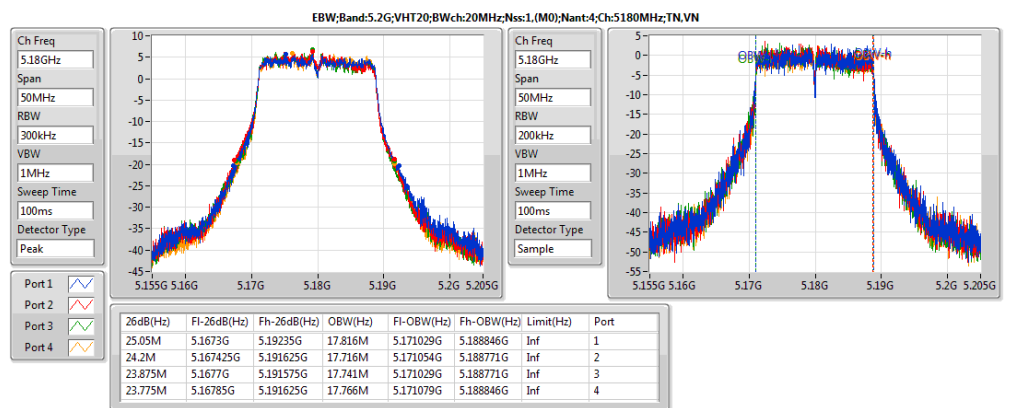 EBW;Band:5.2G;VHT20;BWch:20MHz;Nss:1,(M0);Nant:4;Ch:5180MHz;TN,VN
Ch Freq
5.18GHz
Span
50MHz
RBW
300kHz
VBW
1MHz
Sweep Time
100ms
Detector Type
Peak
10
5
0
-5
-10
-15
-20
-25
-30
-35
-40
-45
5.155G 5.16G 5.17G 5.18G 5.19G 5.2G 5.205G
Ch Freq
5.18GHz
Span
50MHz
RBW
200kHz
VBW
1MHz
Sweep Time
100ms
Detector Type
Sample
5
0
-5
-10
-15
-20
-25
-30
-35
-40
-45
-50
-55
OBW-h
5.155G 5.16G 5.17G 5.18G 5.19G 5.2G 5.205G
Port 1
Port 2
Port 3
Port 4
26dB(Hz) Fl-26dB(Hz) Fh-26dB(Hz) OBW(Hz) Fl-OBW(Hz) Fh-OBW(Hz) Limit(Hz) Port
25.05M 5.1673G 5.19235G 17.816M 5.171029G 5.188846G Inf 1
24.2M 5.167425G 5.191625G 17.716M 5.171054G 5.188771G Inf 2
23.875M 5.1677G 5.191575G 17.741M 5.171029G 5.188771G Inf 3
23.775M 5.16785G 5.191625G 17.766M 5.171079G 5.188846G Inf 4